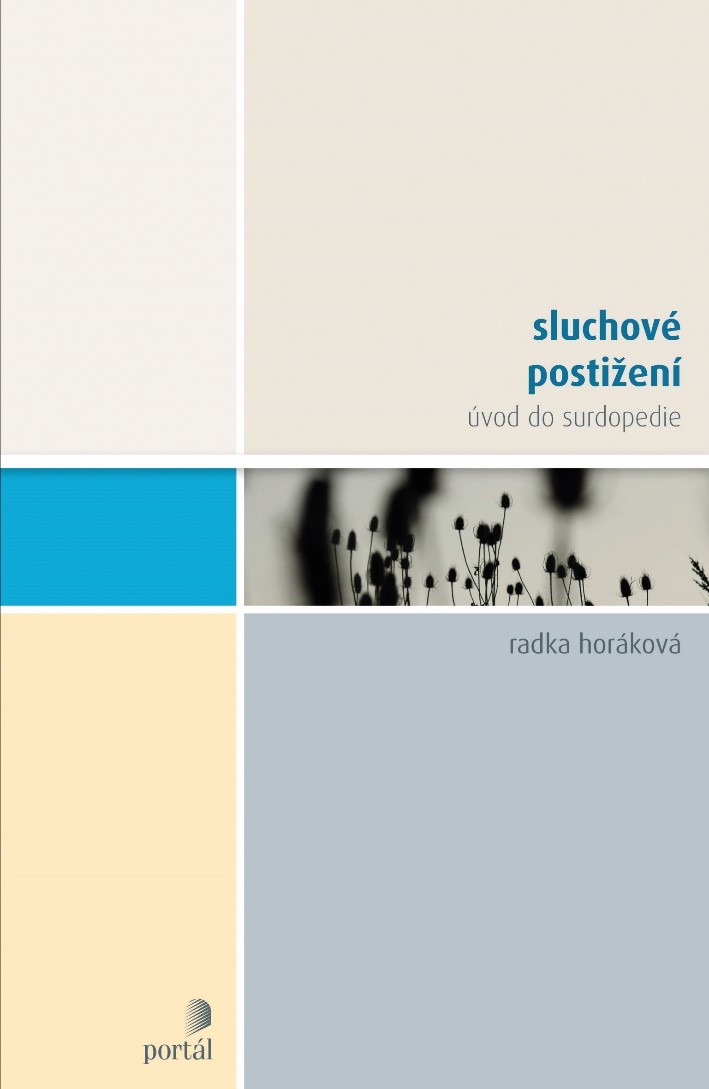 sluchové
postižení
úvod do surdopedie
radka horáková
portál